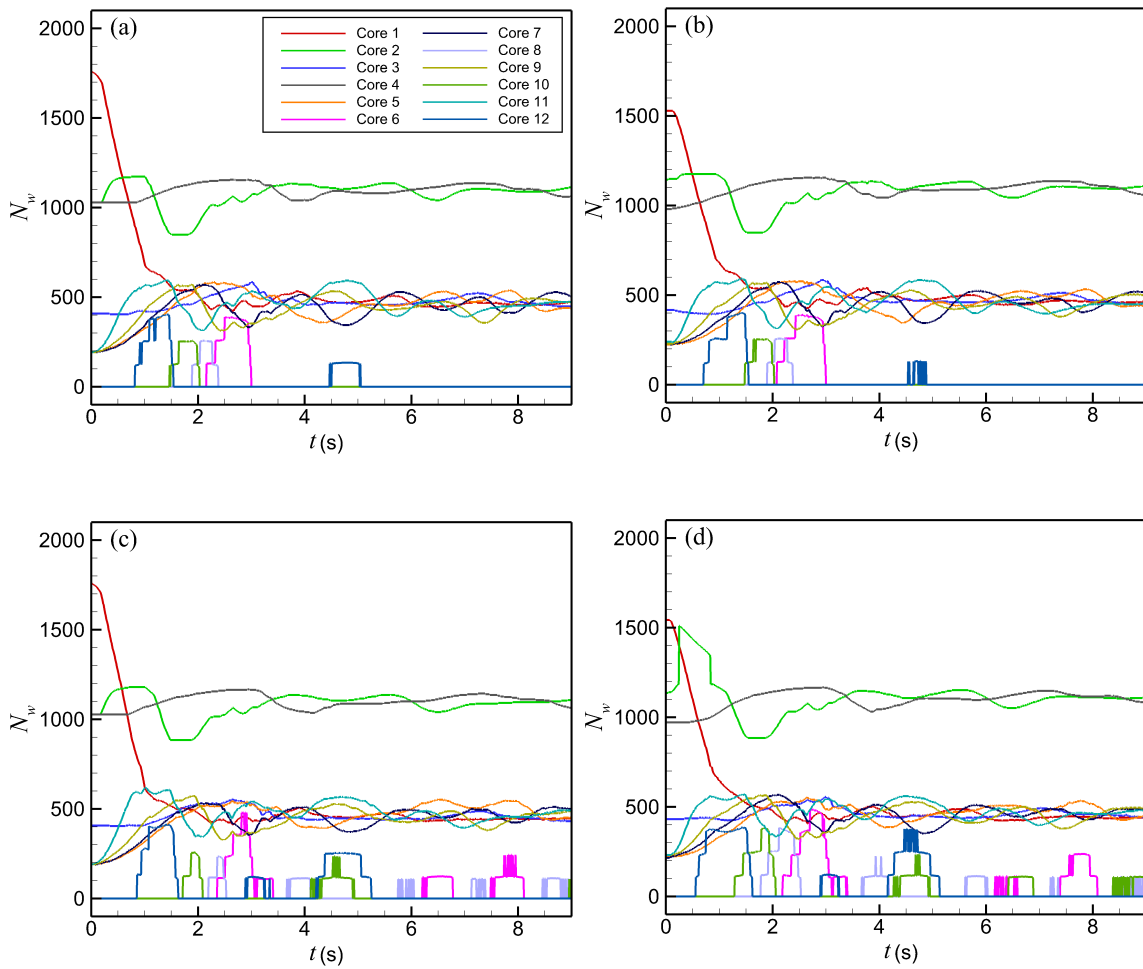 (a)
Core 1 Core 7
Core 2 Core 8
Core 3 Core 9
Core 4 Core 10
Core 5 Core 11
Core 6 Core 12
2000
1500
1000
500
0
N_w
0 2 4 6 8
t (s)
(b)
2000
1500
1000
500
0
N_w
0 2 4 6 8
t (s)
(c)
2000
1500
1000
500
0
N_w
0 2 4 6 8
t (s)
(d)
2000
1500
1000
500
0
N_w
0 2 4 6 8
t (s)